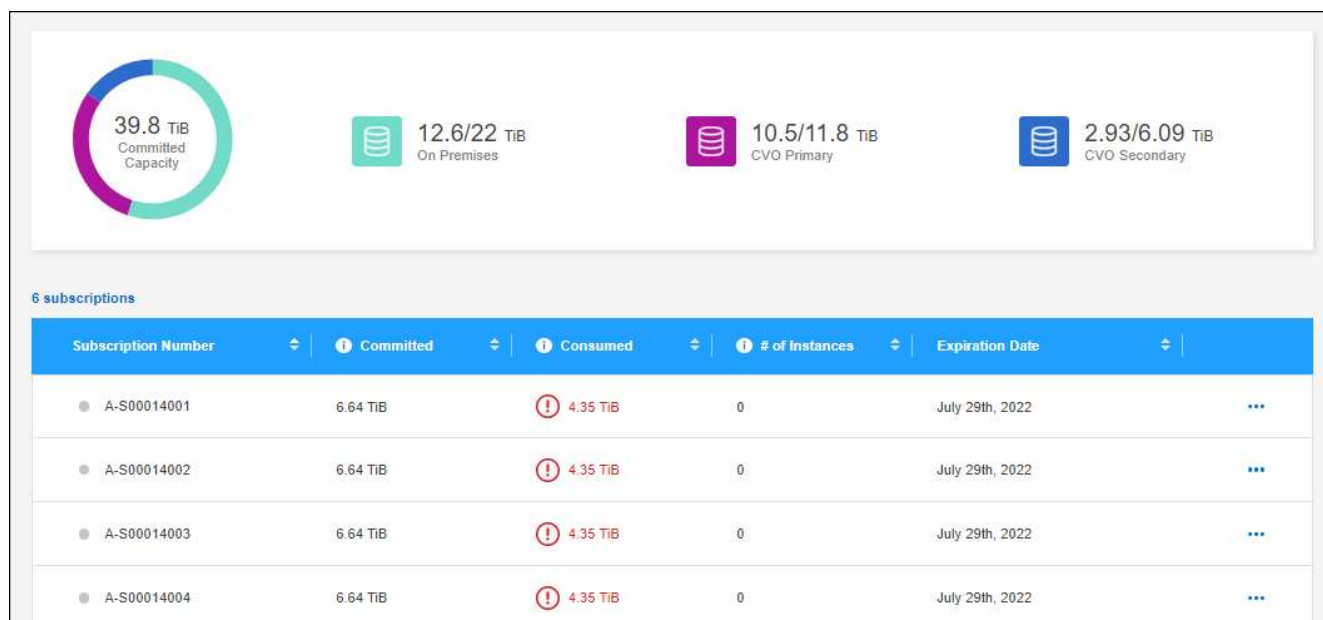 39.8 TiB
Committed
Capacity
12.6/22 TiB
On Premises
10.5/11.8 TiB
CVO Primary
2.93/6.09 TiB
CVO Secondary
6 subscriptions
Subscription Number Committed Consumed # of Instances Expiration Date
A-S00014001 6.64 TiB 4.35 TiB 0 July 29th, 2022
A-S00014002 6.64 TiB 4.35 TiB 0 July 29th, 2022
A-S00014003 6.64 TiB 4.35 TiB 0 July 29th, 2022
A-S00014004 6.64 TiB 4.35 TiB 0 July 29th, 2022